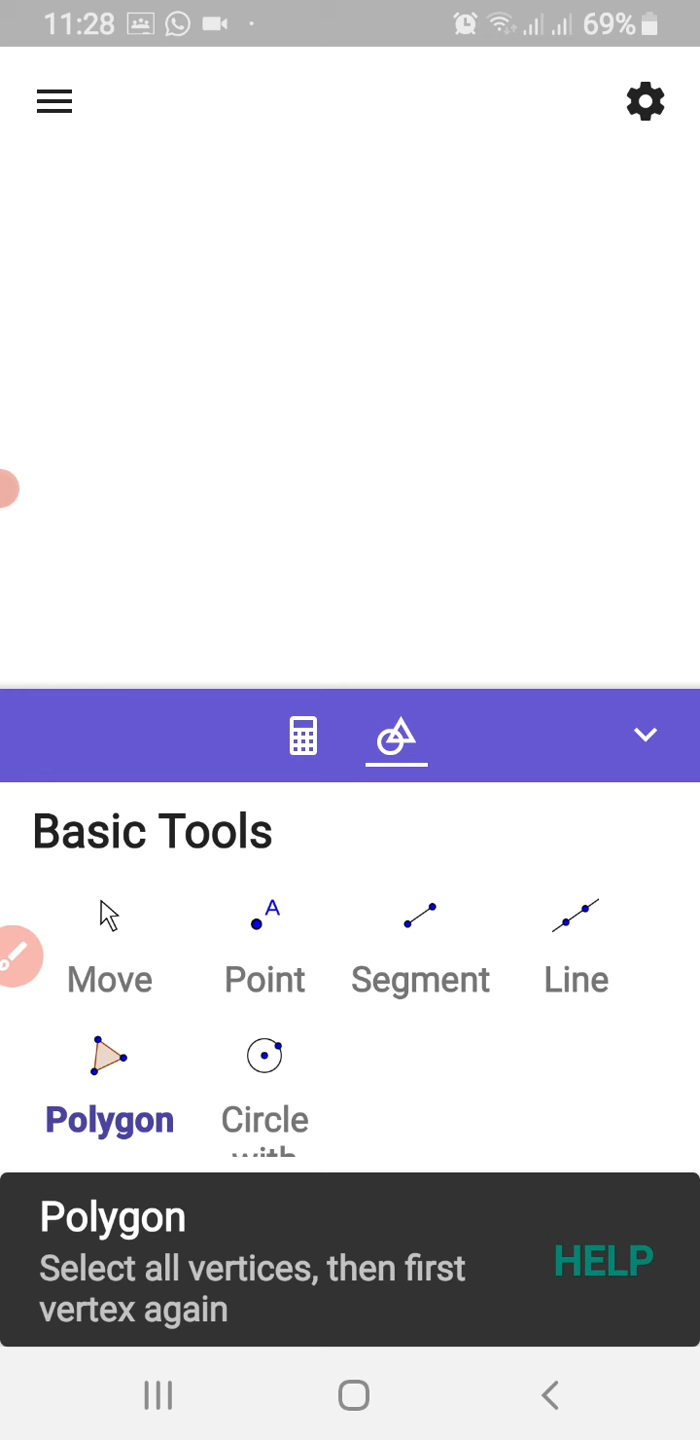 11:28 69%
Basic Tools
A
Move Point Segment Line
Polygon Circle
with
Polygon
Select all vertices, then first
vertex again
HELP